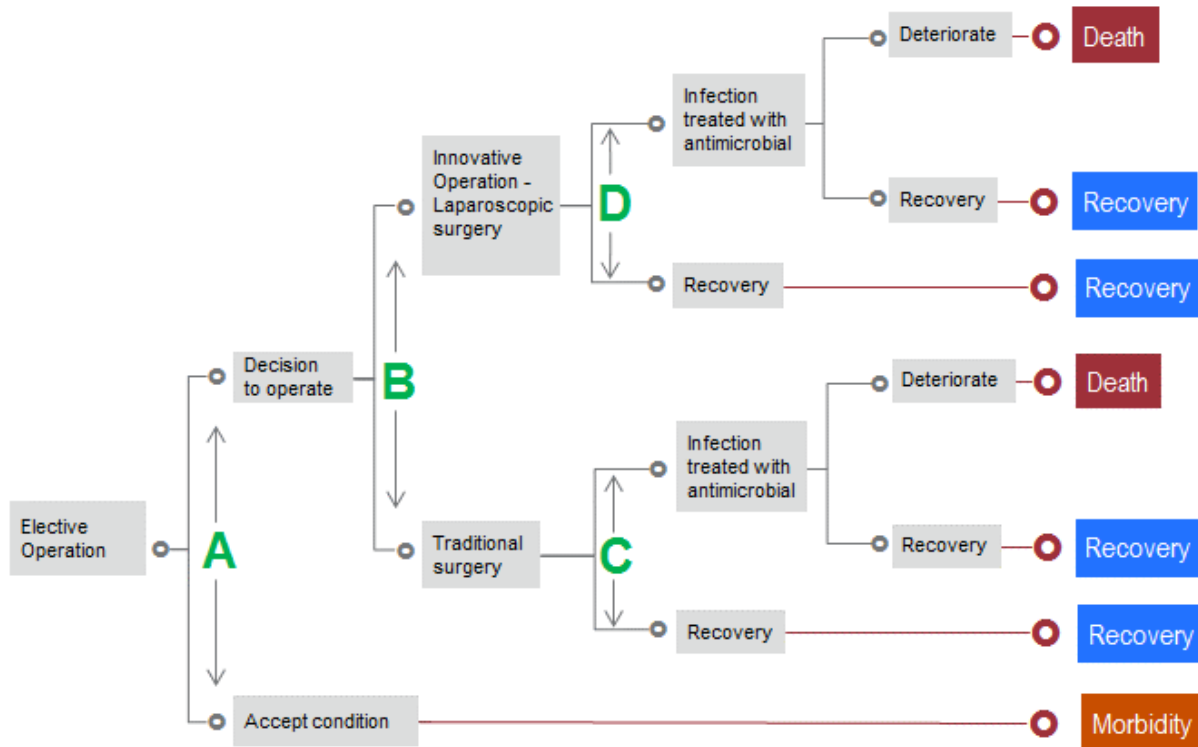 Deteriorate
Death
Infection
treated with
antimicrobial
Innovative
Operation -
Laparoscopic
surgery
D
Recovery
Recovery
Recovery
Recovery
Decision
to operate
B
Deteriorate
Death
Infection
treated with
antimicrobial
Elective
Operation
A
Traditional
surgery
C
Recovery
Recovery
Recovery
Recovery
Accept condition
Morbidity